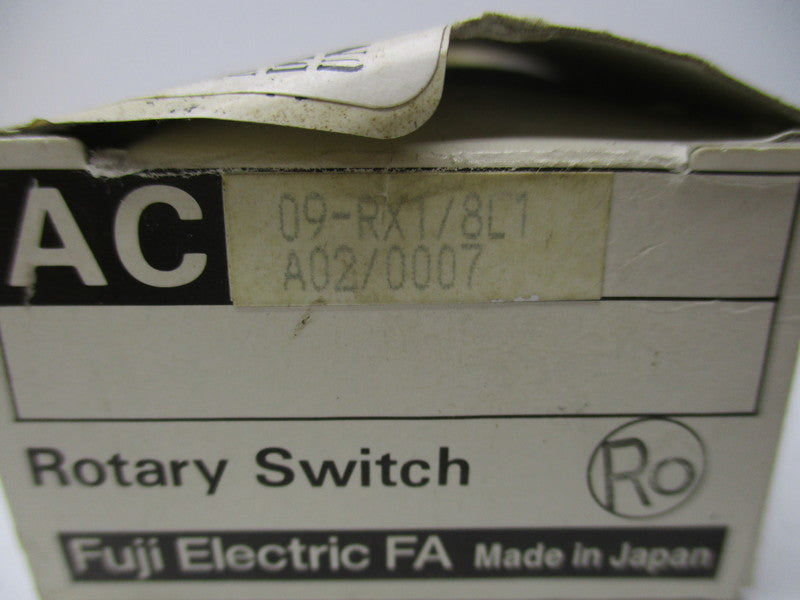 AC
09-RX1/8L1
A02/0007
Rotary Switch
Ro
Fuji Electric FA Made in Japan